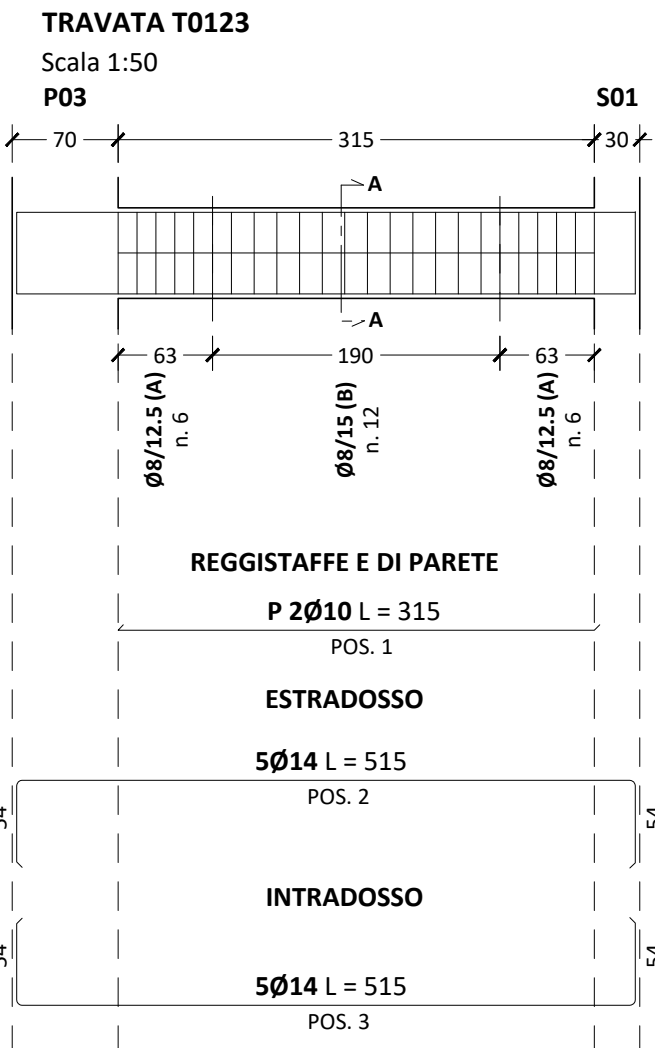 TRAVATA T0123
Scala 1:50
P03 S01
70 315 30
A
A
63 190 63
Ø8/12.5 (A)
n. 6
Ø8/15 (B)
n. 12
Ø8/12.5 (A)
n. 6
REGGISTAFFE E DI PARETE
P 2Ø10 L = 315
POS. 1
ESTRADOSSO
5Ø14 L = 515
POS. 2
54 54
INTRADOSSO
54 54
5Ø14 L = 515
POS. 3